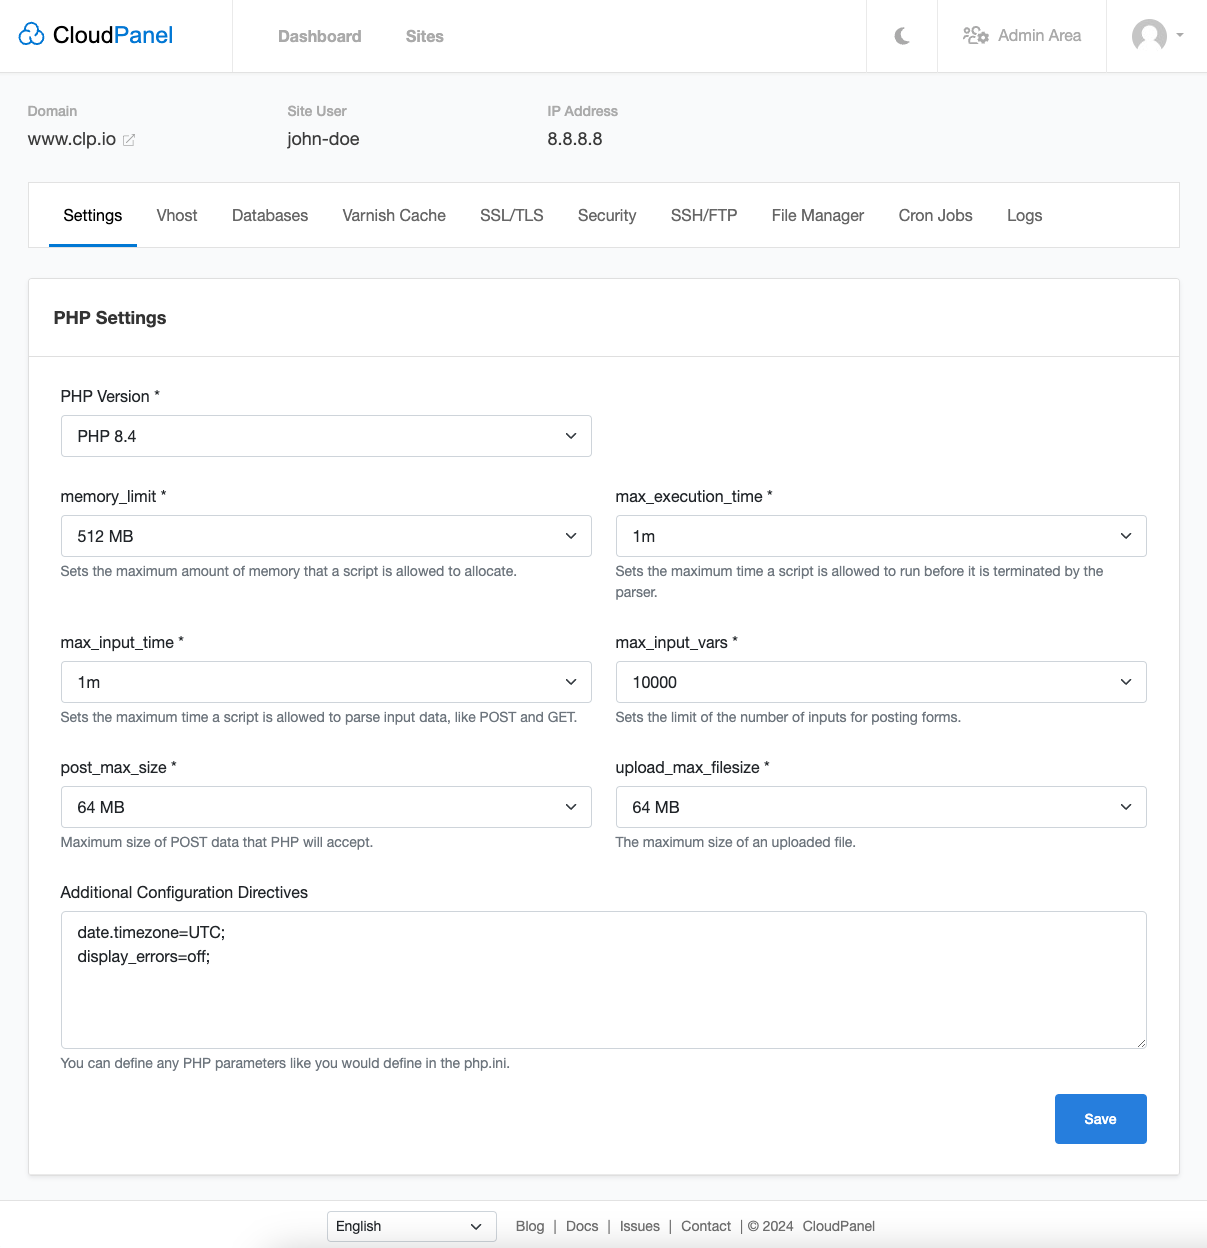 CloudPanel
Dashboard
Sites
Admin Area
Domain
Site User
IP Address
www.clp.io
john-doe
8.8.8.8
Settings
Vhost
Databases
Varnish Cache
SSL/TLS
Security
SSH/FTP
File Manager
Cron Jobs
Logs
PHP Settings
PHP Version *
PHP 8.4
memory_limit *
512 MB
Sets the maximum amount of memory that a script is allowed to allocate.
max_execution_time *
1m
Sets the maximum time a script is allowed to run before it is terminated by the
parser.
max_input_time *
1m
Sets the maximum time a script is allowed to parse input data, like POST and GET.
max_input_vars *
10000
Sets the limit of the number of inputs for posting forms.
post_max_size *
64 MB
Maximum size of POST data that PHP will accept.
upload_max_filesize *
64 MB
The maximum size of an uploaded file.
Additional Configuration Directives
date.timezone=UTC;
display_errors=off;
You can define any PHP parameters like you would define in the php.ini.
Save
English
Blog | Docs | Issues | Contact | © 2024 CloudPanel